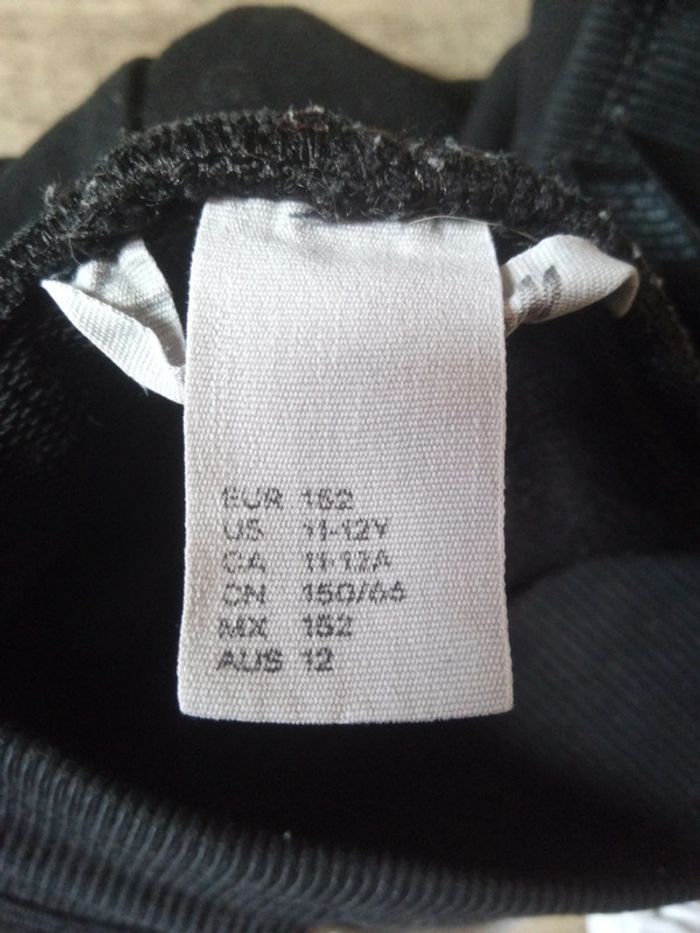 EUR 152
US 11-12Y
CA 11-12A
CN 150/66
MX 152
AUS 12